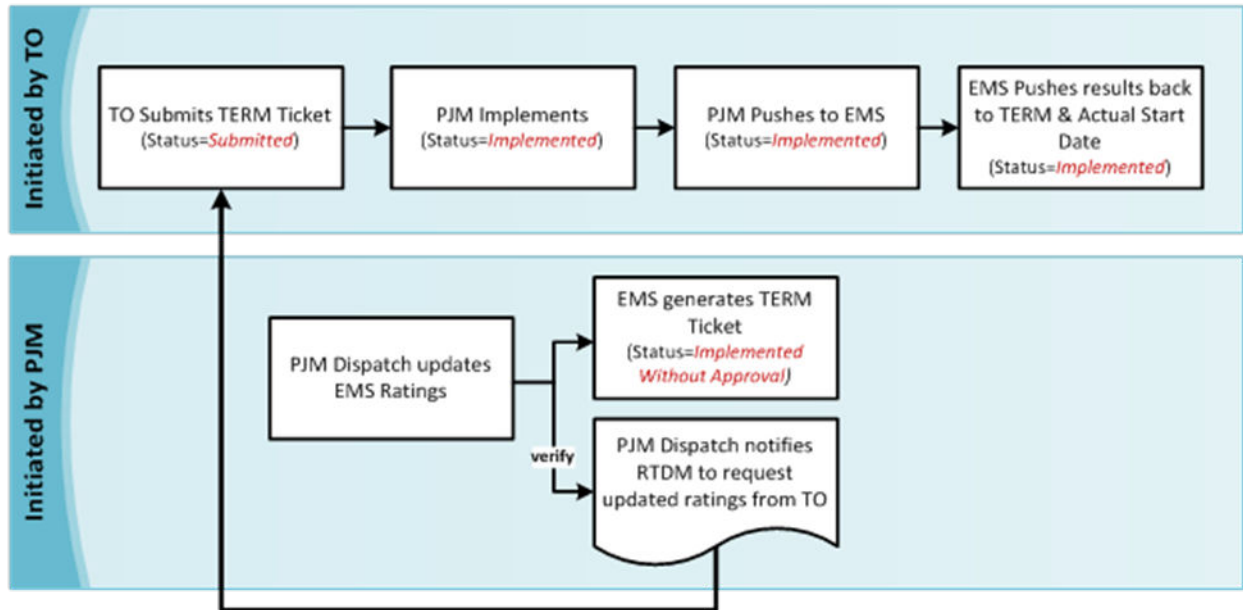 Initiated by TO
TO Submits TERM Ticket
(Status=Submitted)
PJM Implements
(Status=Implemented)
PJM Pushes to EMS
(Status=Implemented)
EMS Pushes results back
to TERM & Actual Start
Date
(Status=Implemented)
Initiated by PJM
PJM Dispatch updates
EMS Ratings
EMS generates TERM
Ticket
(Status=Implemented
Without Approval)
verify
PJM Dispatch notifies
RTDM to request
updated ratings from TO